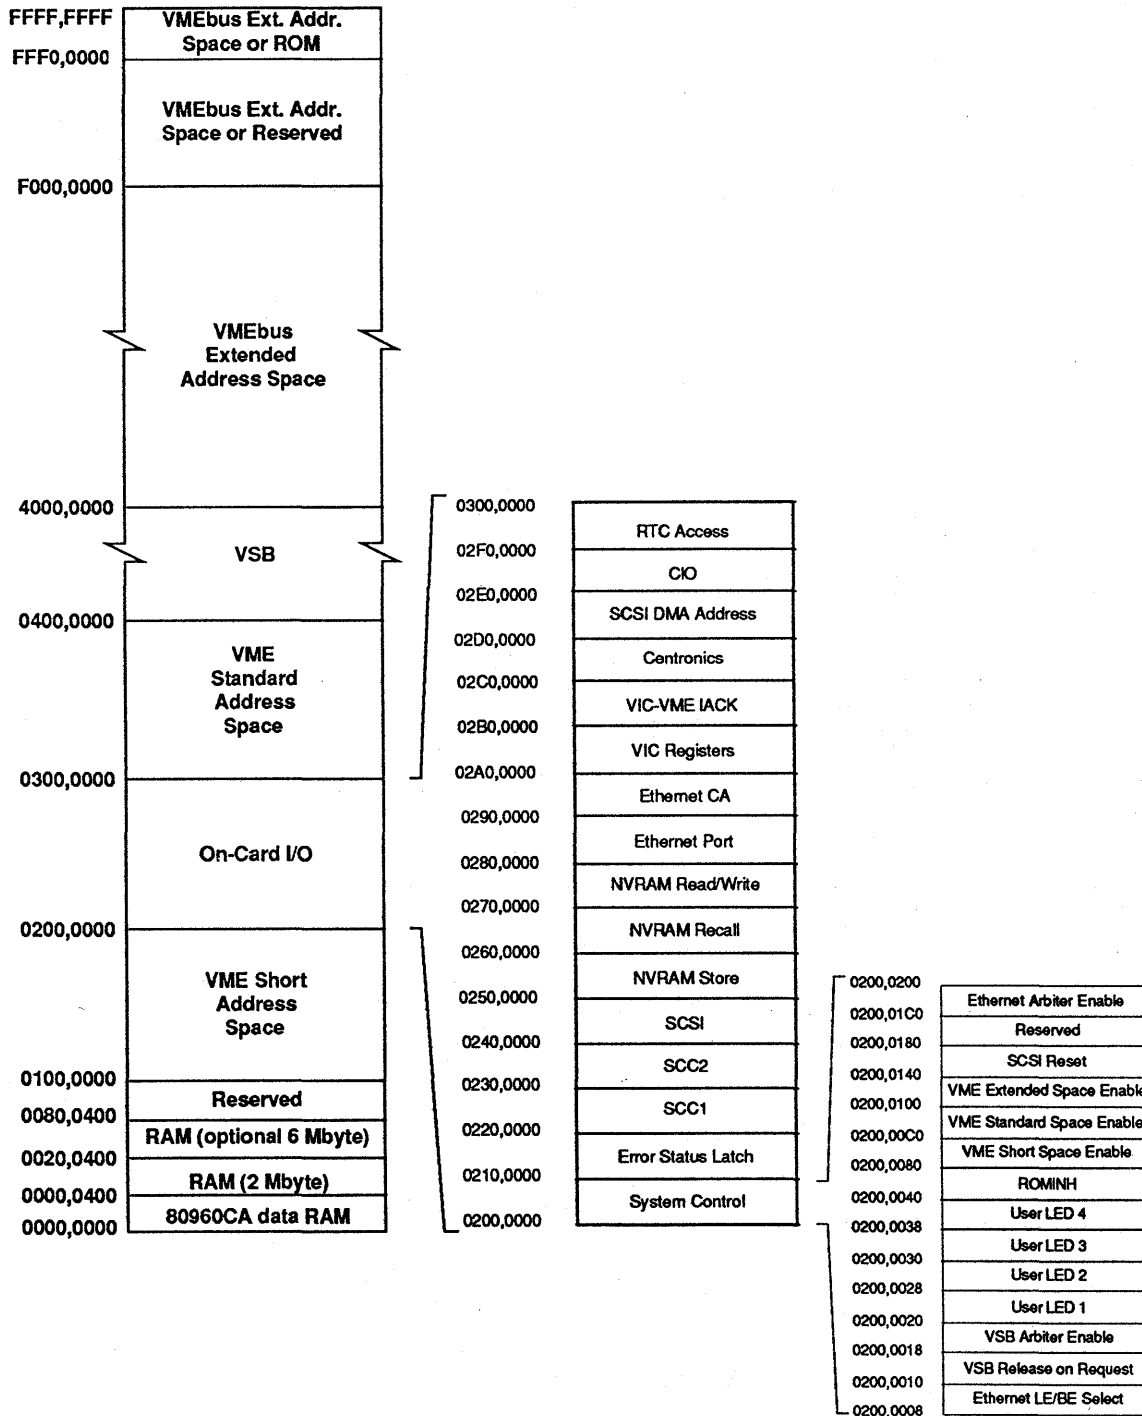 FFFF,FFFF
VMEbus Ext. Addr.
Space or ROM
FFF0,0000
VMEbus Ext. Addr.
Space or Reserved
F000,0000
VMEbus
Extended
Address Space
4000,0000
VSB
0400,0000
VME
Standard
Address
Space
0300,0000
On-Card I/O
0200,0000
VME Short
Address
Space
0100,0000
Reserved
0080,0400
RAM (optional 6 Mbyte)
0020,0400
RAM (2 Mbyte)
0000,0400
80960CA data RAM
0000,0000
0300,0000
RTC Access
02F0,0000
CIO
02E0,0000
SCSI DMA Address
02D0,0000
Centronics
02C0,0000
VIC-VME IACK
02B0,0000
VIC Registers
02A0,0000
Ethernet CA
0290,0000
Ethernet Port
0280,0000
NVRAM Read/Write
0270,0000
NVRAM Recall
0260,0000
NVRAM Store
0250,0000
SCSI
0240,0000
SCC2
0230,0000
SCC1
0220,0000
Error Status Latch
0210,0000
System Control
0200,0000
0200,0200
Ethernet Arbiter Enable
0200,01C0
Reserved
0200,0180
SCSI Reset
0200,0140
VME Extended Space Enable
0200,0100
VME Standard Space Enable
0200,00C0
VME Short Space Enable
0200,0080
ROMINH
0200,0040
User LED 4
0200,0038
User LED 3
0200,0030
User LED 2
0200,0028
User LED 1
0200,0020
VSB Arbiter Enable
0200,0018
VSB Release on Request
0200,0010
Ethernet LE/BE Select
0200,0008